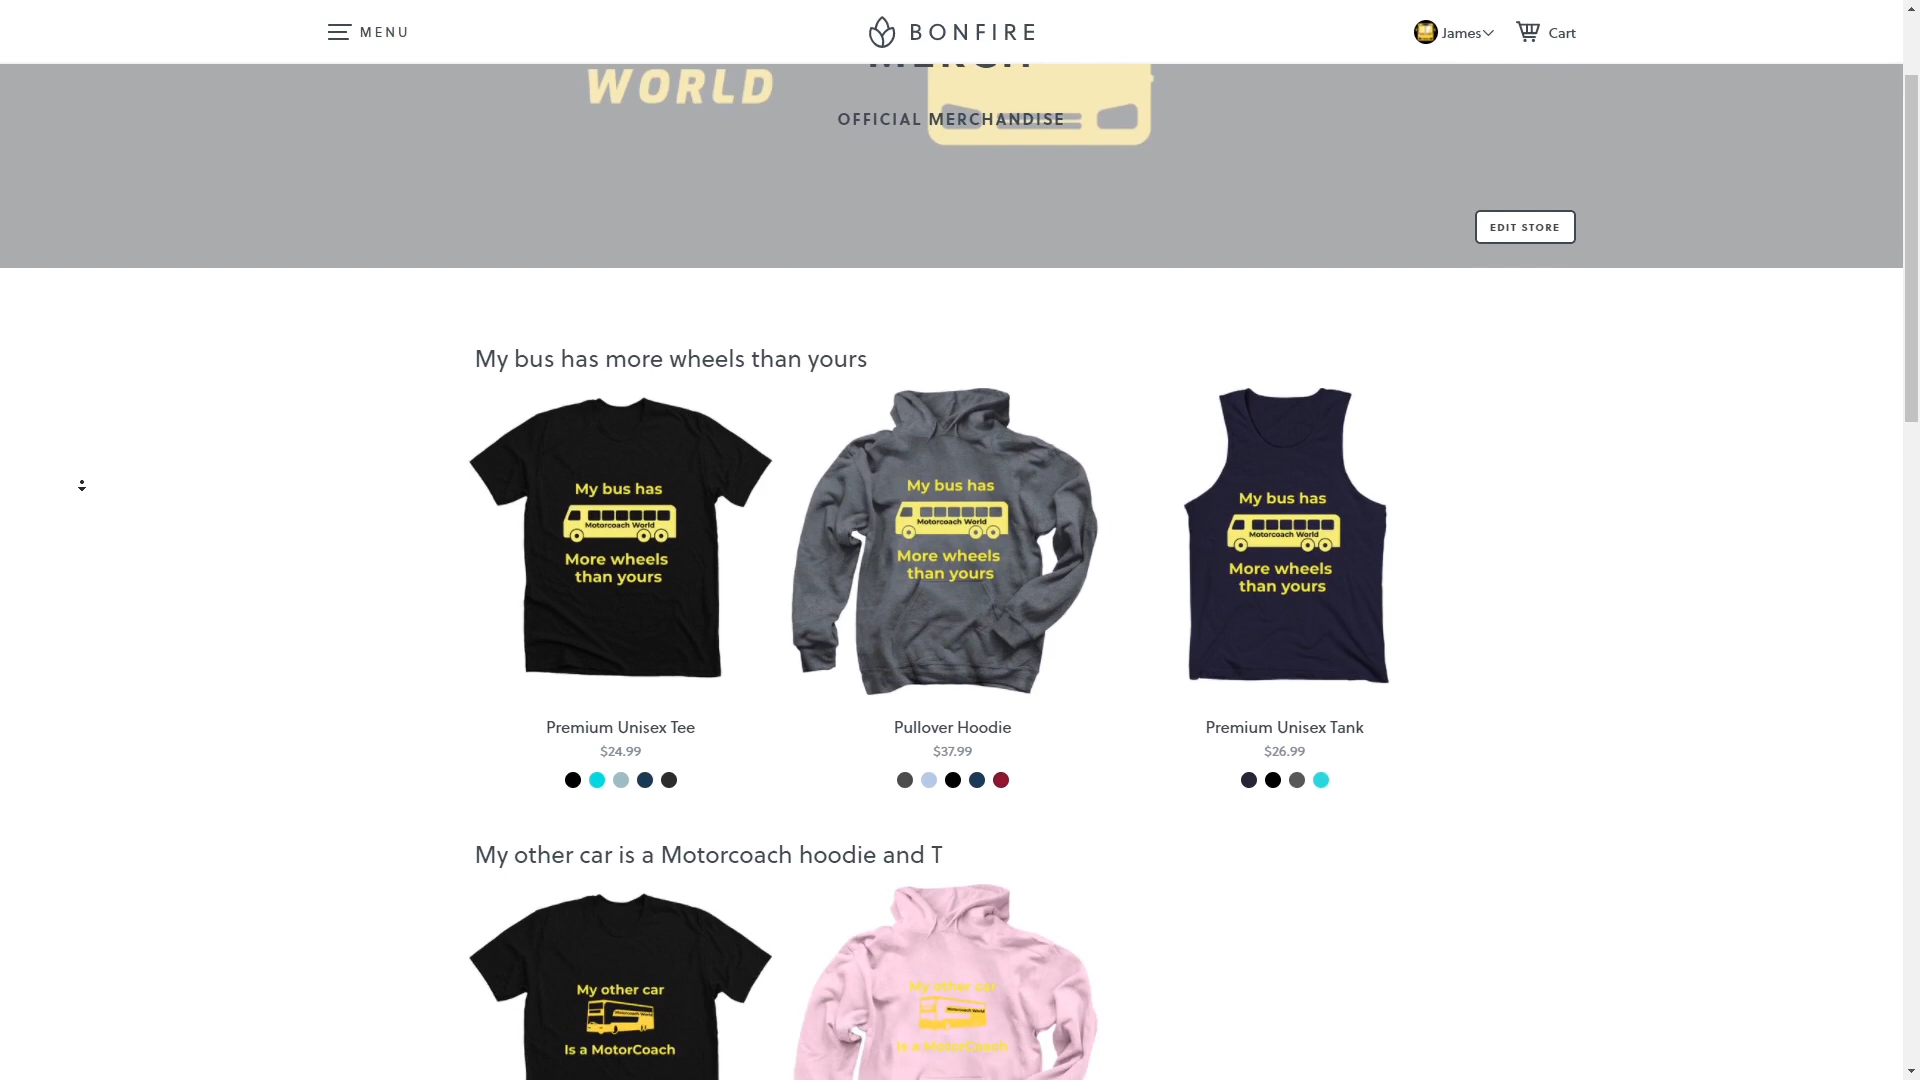 MENU
BONFIRE
James
Cart
MERCH
WORLD
OFFICIAL MERCHANDISE
EDIT STORE
My bus has more wheels than yours
My bus has
Motorcoach World
More wheels
than yours
My bus has
Motorcoach World
More wheels
than yours
My bus has
Motorcoach World
More wheels
than yours
Premium Unisex Tee
$24.99
Pullover Hoodie
$37.99
Premium Unisex Tank
$26.99
My other car is a Motorcoach hoodie and T
My other car
Motorcoach World
Is a MotorCoach
My other car
Motorcoach World
Is a MotorCoach